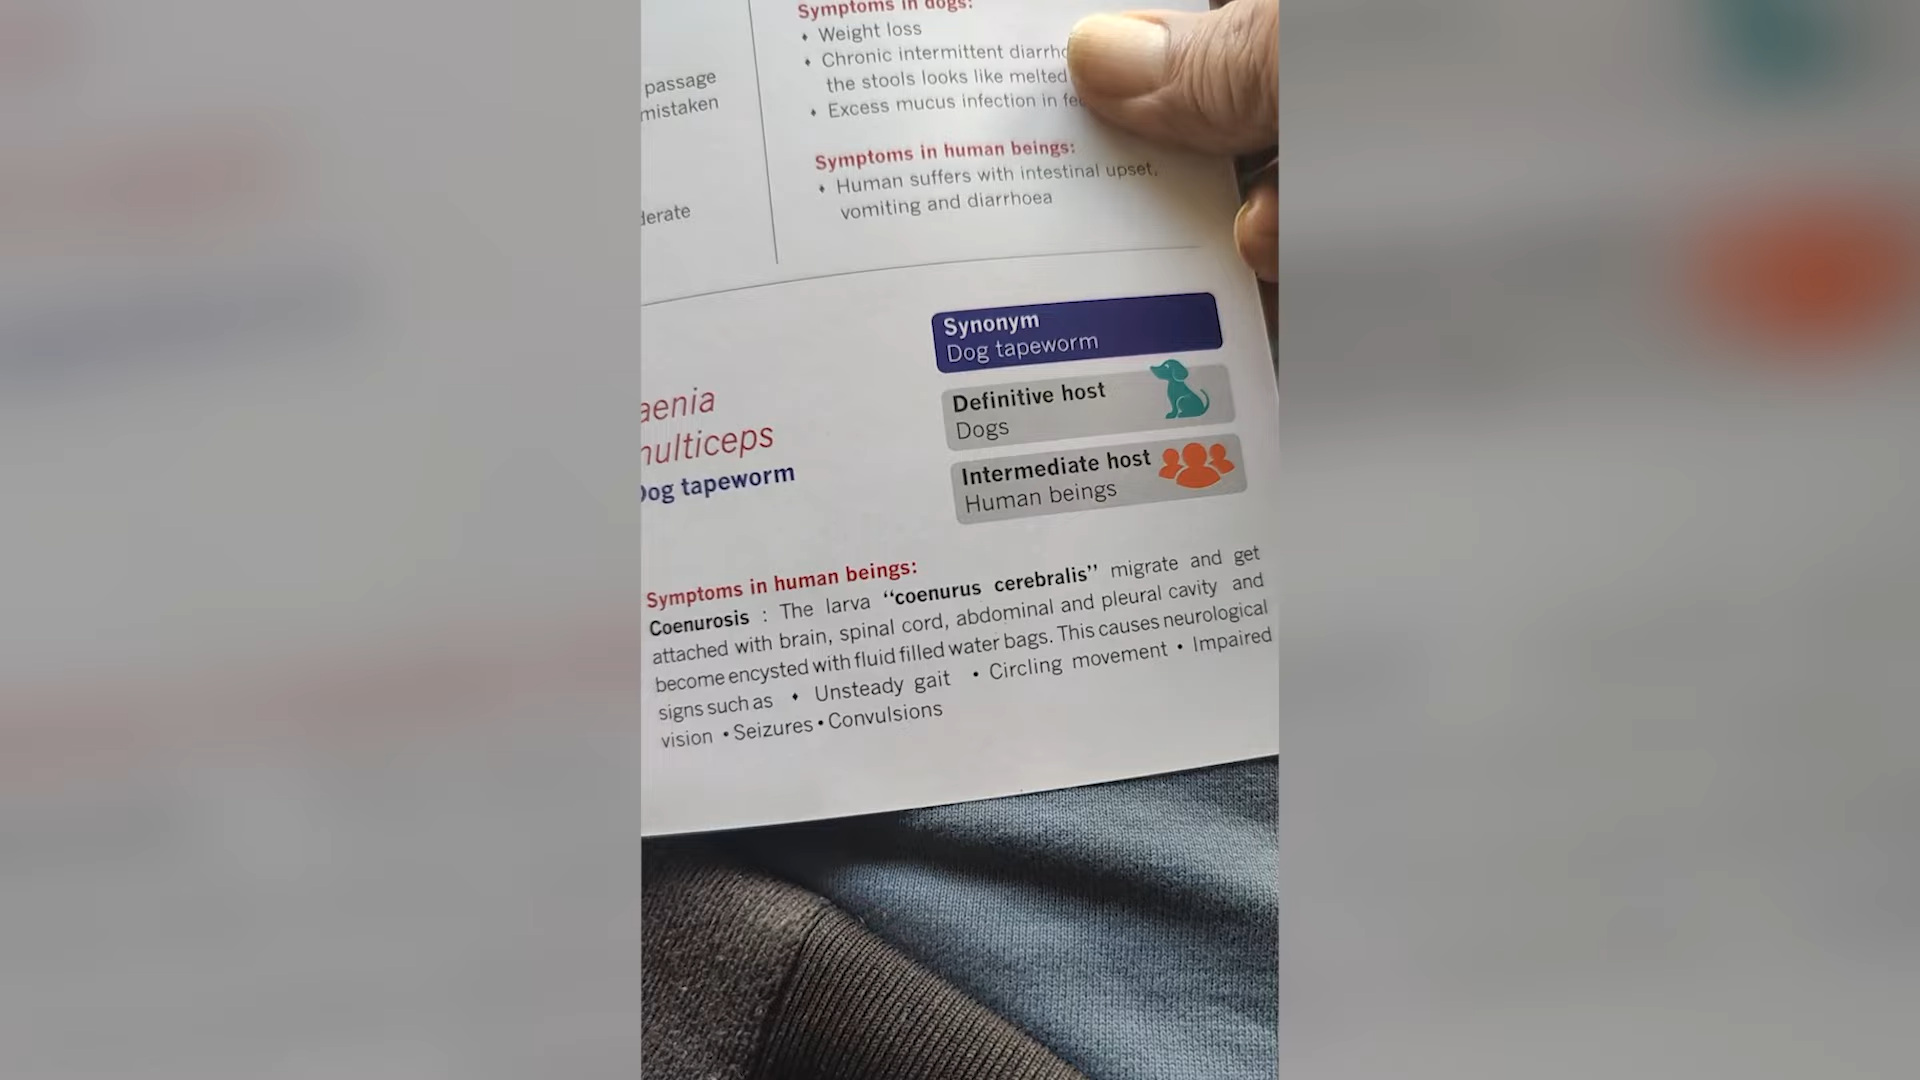 passage
mistaken
derate
Symptoms in dogs:
♦ Weight loss
♦ Chronic intermittent
the stools looks like melted
♦ Excess mucus infection in
Symptoms in human beings:
♦ Human suffers with intestinal upset,
vomiting and diarrhoea
aenia
multiceps
Dog tapeworm
Synonym
Dog tapeworm
Definitive host
Dogs
Intermediate host
Human beings
Symptoms in human beings:
Coenurosis : The larva “coenurus cerebralis” migrate and get
attached with brain, spinal cord, abdominal and pleural cavity and
become encysted with fluid filled water bags. This causes neurological
signs such as ♦ Unsteady gait • Circling movement • Impaired
vision • Seizures • Convulsions